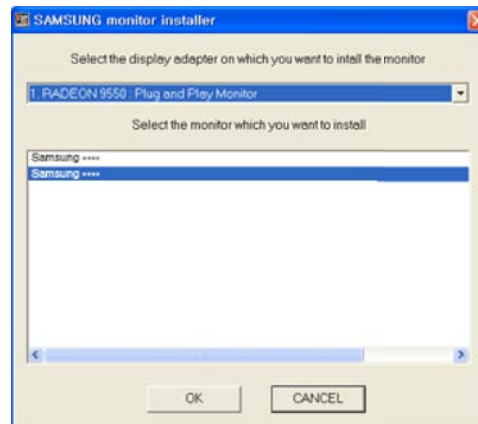 SAMSUNG monitor installer
Select the display adapter on which you want to intall the monitor
1. RADEON 9550 : Plug and Play Monitor
Select the monitor which you want to install
Samsung ****
Samsung ****
OK
CANCEL